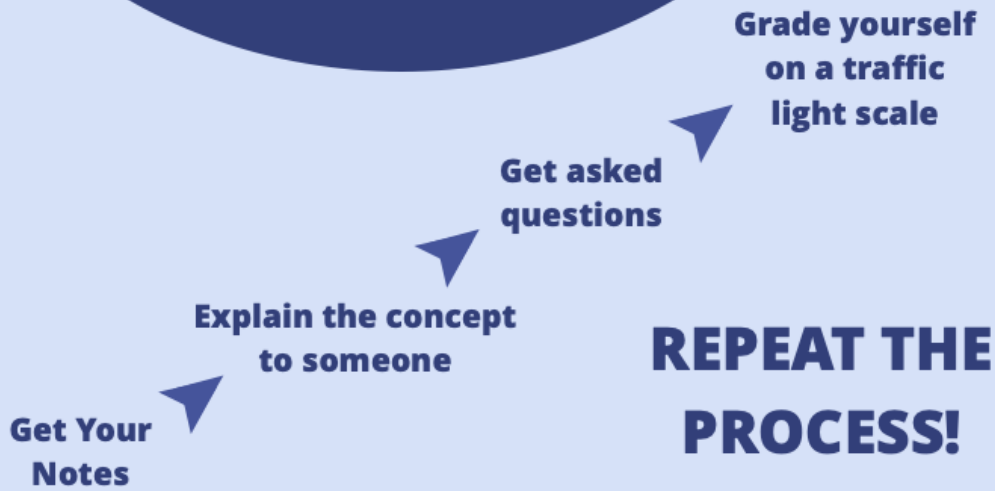 Grade yourself
on a traffic
light scale
Get asked
questions
Explain the concept
to someone
REPEAT THE
PROCESS!
Get Your
Notes